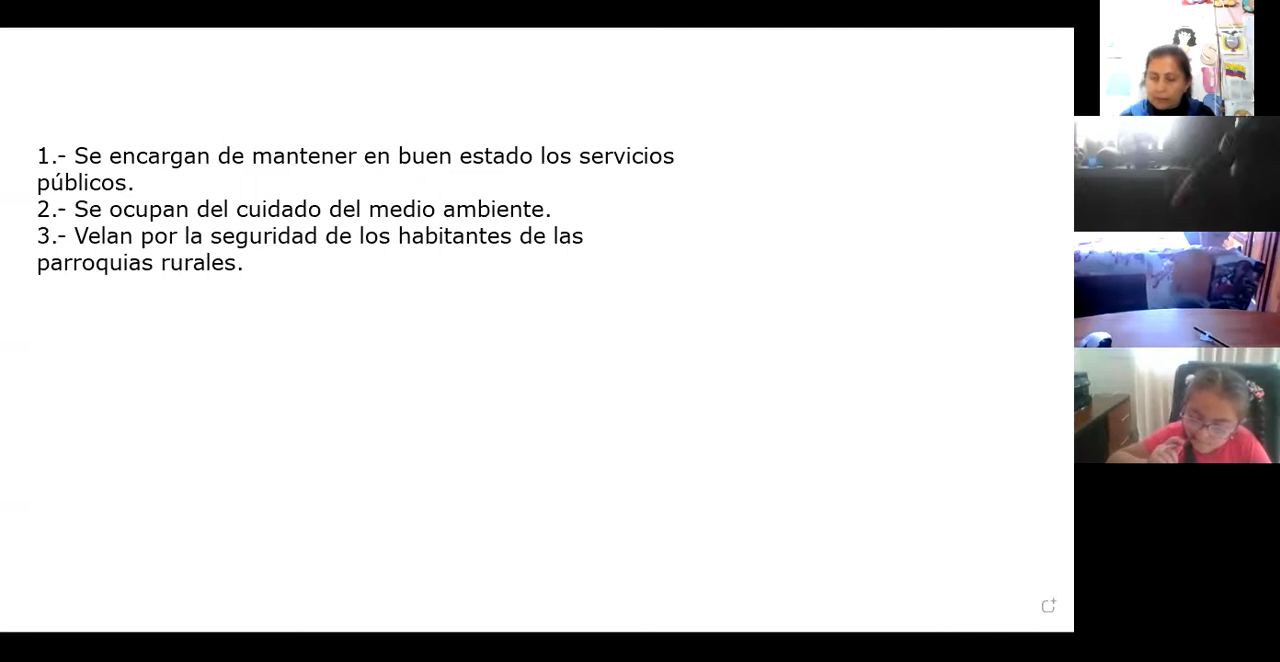 1.- Se encargan de mantener en buen estado los servicios
públicos.
2.- Se ocupan del cuidado del medio ambiente.
3.- Velan por la seguridad de los habitantes de las
parroquias rurales.